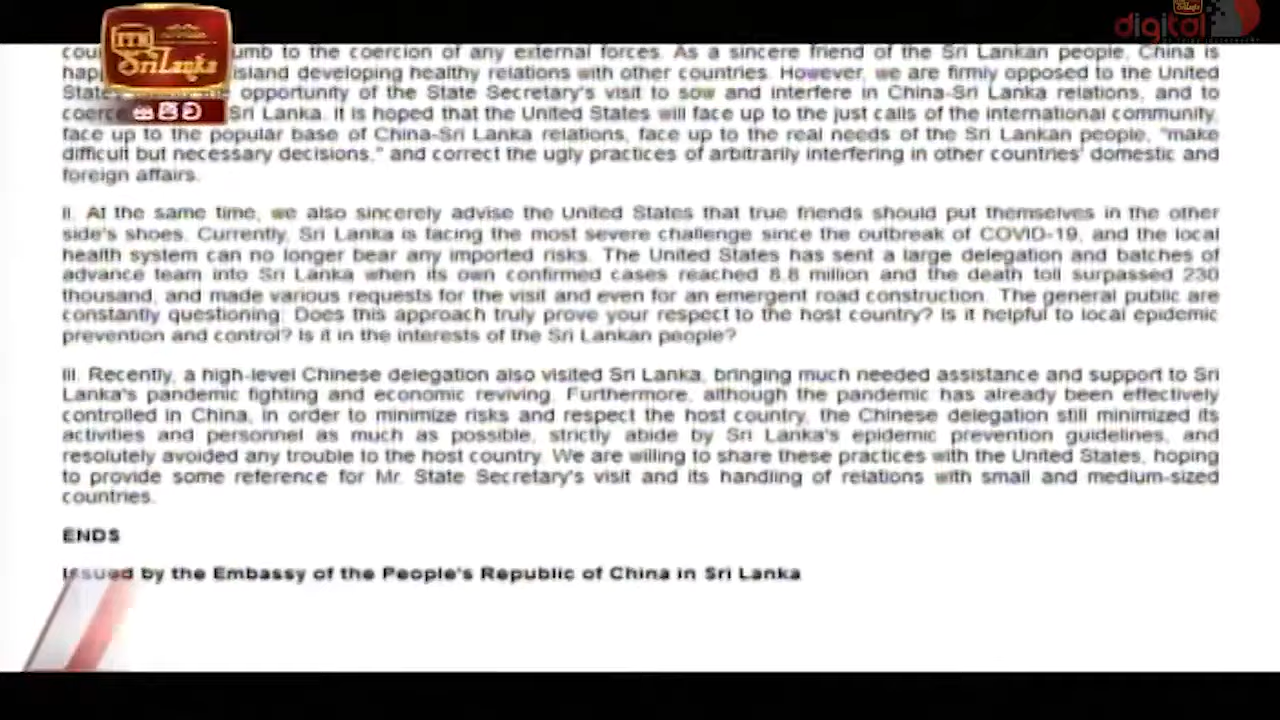 ITN
Sri Lanka
සජීවී
digital
umb to the coercion of any external forces. As a sincere friend of the Sri Lankan people, China is
island developing healthy relations with other countries. However, we are firmly opposed to the United
opportunity of the State Secretary's visit to sow and interfere in China-Sri Lanka relations, and to
Sri Lanka. It is hoped that the United States will face up to the just calls of the international community,
face up to the popular base of China-Sri Lanka relations, face up to the real needs of the Sri Lankan people, "make
difficult but necessary decisions," and correct the ugly practices of arbitrarily interfering in other countries' domestic and
foreign affairs.
ii. At the same time, we also sincerely advise the United States that true friends should put themselves in the other
side's shoes. Currently, Sri Lanka is facing the most severe challenge since the outbreak of COVID-19, and the local
health system can no longer bear any imported risks. The United States has sent a large delegation and batches of
advance team into Sri Lanka when its own confirmed cases reached 8.8 million and the death toll surpassed 230
thousand, and made various requests for the visit and even for an emergent road construction. The general public are
constantly questioning: Does this approach truly prove your respect to the host country? Is it helpful to local epidemic
prevention and control? Is it in the interests of the Sri Lankan people?
iii. Recently, a high-level Chinese delegation also visited Sri Lanka, bringing much needed assistance and support to Sri
Lanka's pandemic fighting and economic reviving. Furthermore, although the pandemic has already been effectively
controlled in China, in order to minimize risks and respect the host country, the Chinese delegation still minimized its
activities and personnel as much as possible, strictly abide by Sri Lanka's epidemic prevention guidelines, and
resolutely avoided any trouble to the host country. We are willing to share these practices with the United States, hoping
to provide some reference for Mr. State Secretary's visit and its handling of relations with small and medium-sized
countries.
ENDS
Issued by the Embassy of the People's Republic of China in Sri Lanka